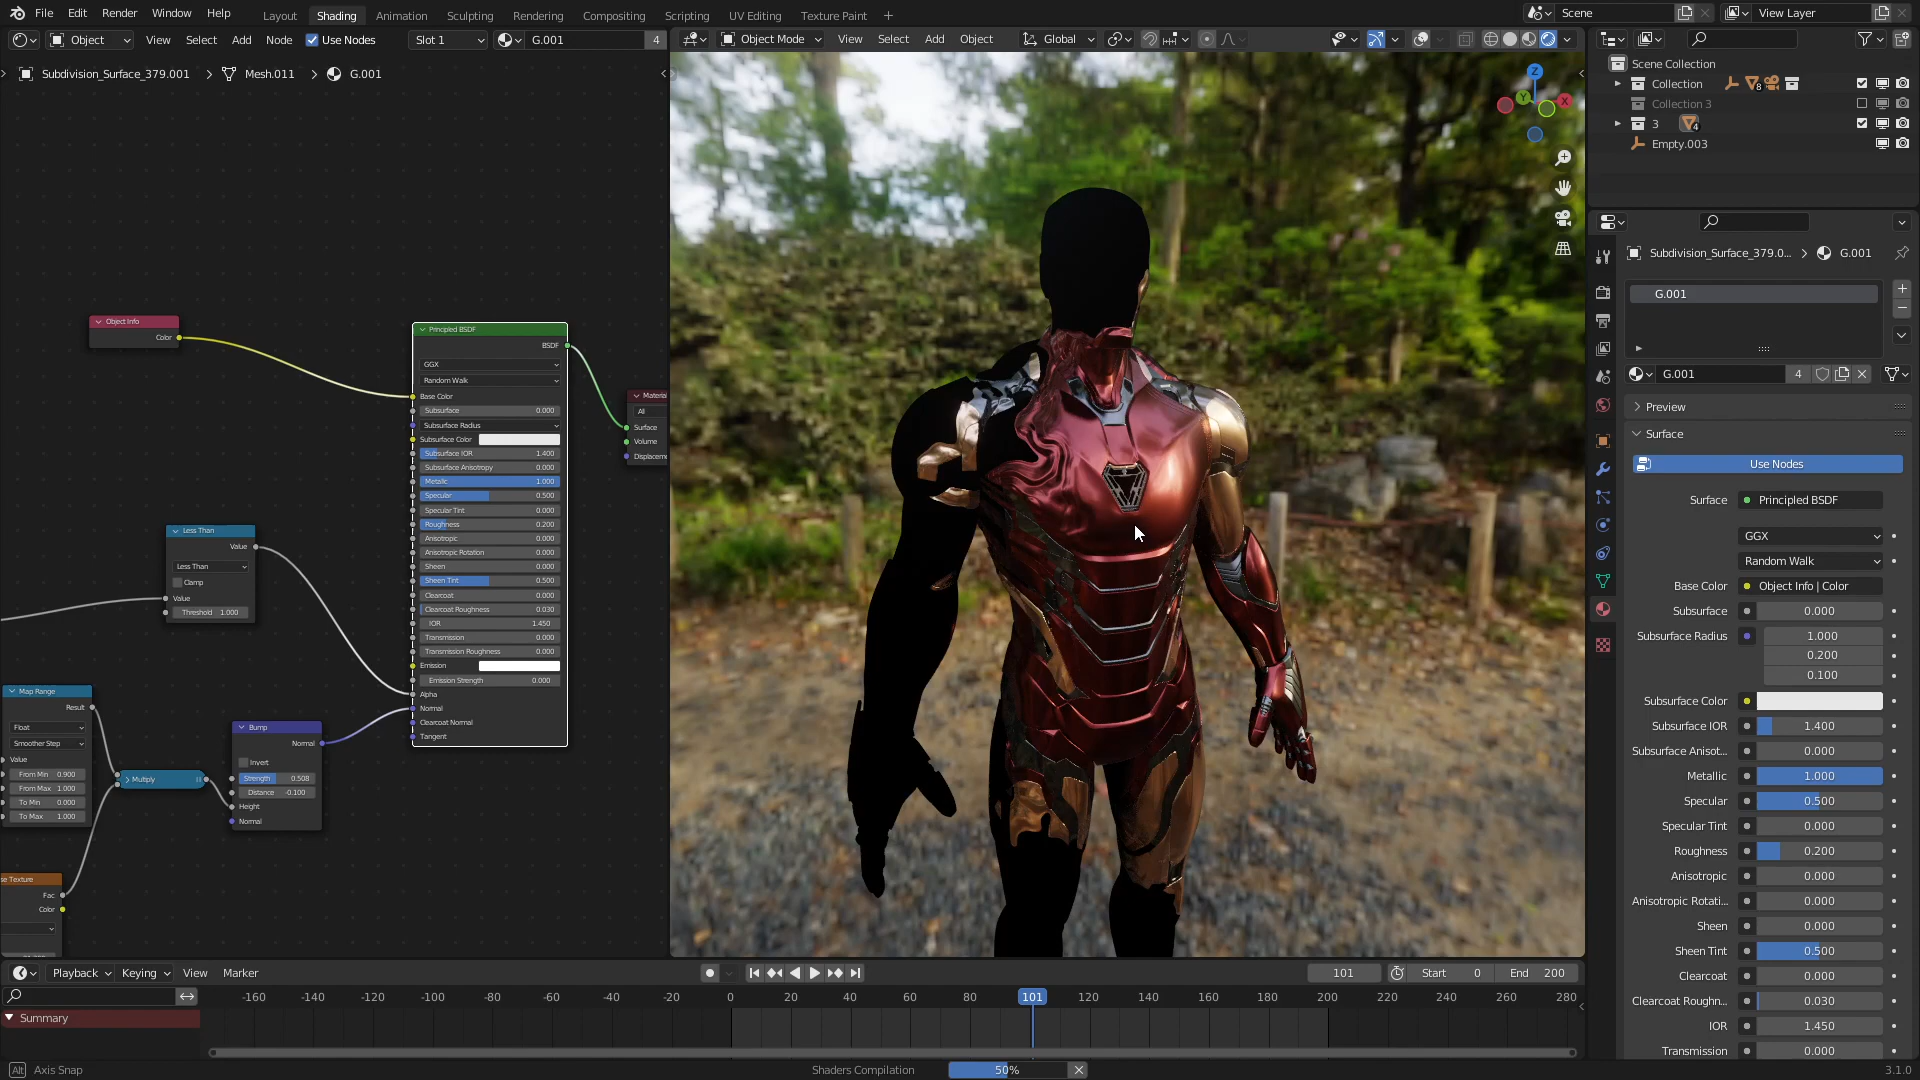 File Edit Render Window Help Layout Shading Animation Sculpting Rendering Compositing Scripting UV Editing Texture Paint + Scene View Layer
Object View Select Add Node Use Nodes Slot 1 G.001 4
Object Mode View Select Add Object Global
Subdivision_Surface_379.001 > Mesh.011 > G.001
Z
Y
X
Object Info
Color
Principled BSDF
BSDF
GGX
Random Walk
Base Color
Subsurface 0.000
Subsurface Radius
Subsurface Color
Subsurface IOR 1.400
Subsurface Anisotropy 0.000
Metallic 1.000
Specular 0.500
Specular Tint 0.000
Roughness 0.200
Anisotropic 0.000
Anisotropic Rotation 0.000
Sheen 0.000
Sheen Tint 0.500
Clearcoat 0.000
Clearcoat Roughness 0.030
IOR 1.450
Transmission 0.000
Transmission Roughness 0.000
Emission
Emission Strength 0.000
Alpha
Normal
Clearcoat Normal
Tangent
Material
All
Surface
Volume
Displacem
Less Than
Value
Less Than
Clamp
Value
Threshold 1.000
Map Range
Result
Float
Smoother Step
Value
From Min 0.900
From Max 1.000
To Min 0.000
To Max 1.000
Multiply
Bump
Normal
Invert
Strength 0.508
Distance -0.100
Height
Normal
se Texture
Fac
Color
Scene Collection
Collection 8
Collection 3
3 4
Empty.003
Subdivision_Surface_379.0... > G.001
G.001
G.001 4
Preview
Surface
Use Nodes
Surface Principled BSDF
GGX
Random Walk
Base Color Object Info | Color
Subsurface 0.000
Subsurface Radius 1.000
0.200
0.100
Subsurface Color
Subsurface IOR 1.400
Subsurface Anisot... 0.000
Metallic 1.000
Specular 0.500
Specular Tint 0.000
Roughness 0.200
Anisotropic 0.000
Anisotropic Rotati... 0.000
Sheen 0.000
Sheen Tint 0.500
Clearcoat 0.000
Clearcoat Roughn... 0.030
IOR 1.450
Transmission 0.000
Playback Keying View Marker 101 Start 0 End 200
-160 -140 -120 -100 -80 -60 -40 -20 0 20 40 60 80 101 120 140 160 180 200 220 240 260 280
Summary
Alt Axis Snap Shaders Compilation 50% 3.1.0